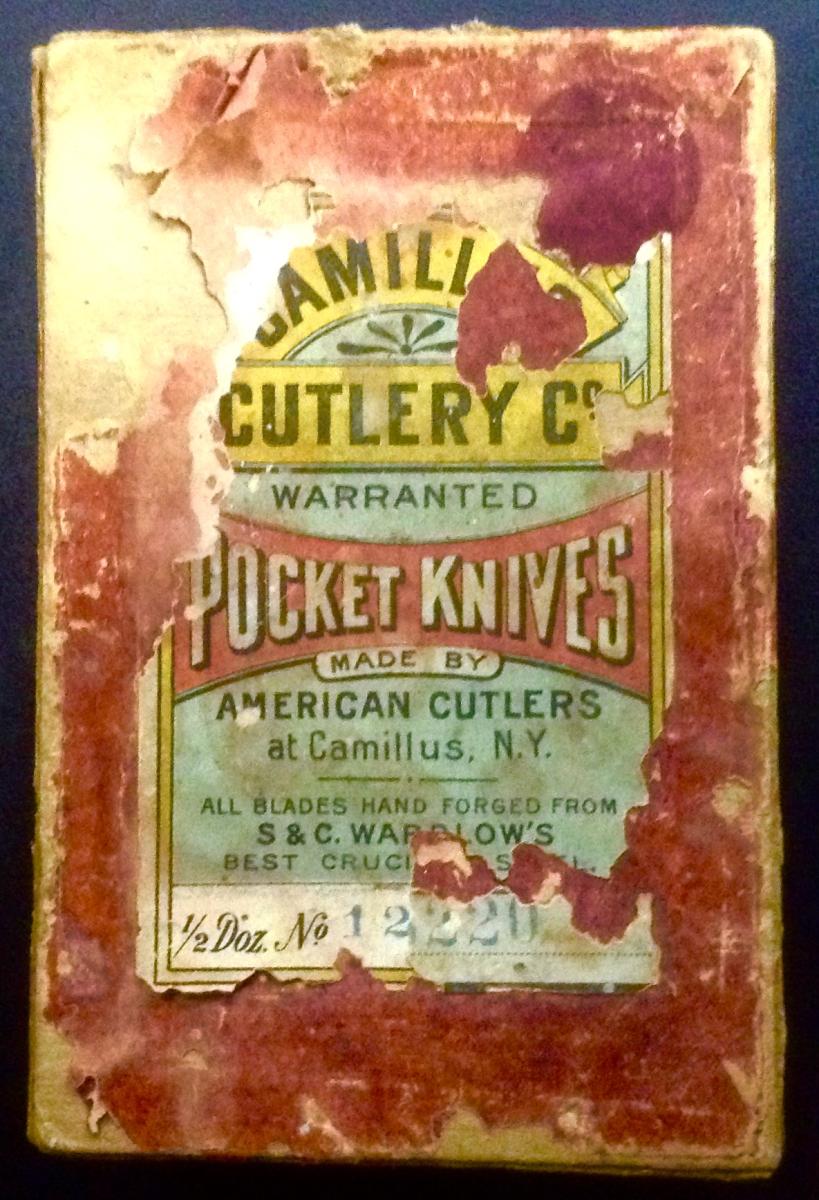 CUTLERY Co
WARRANTED
POCKET KNIVES
MADE BY
AMERICAN CUTLERS
at Camillus, N.Y.
ALL BLADES HAND FORGED FROM
S & C. WARDLOW'S
BEST
1/2 Doz. No 12220